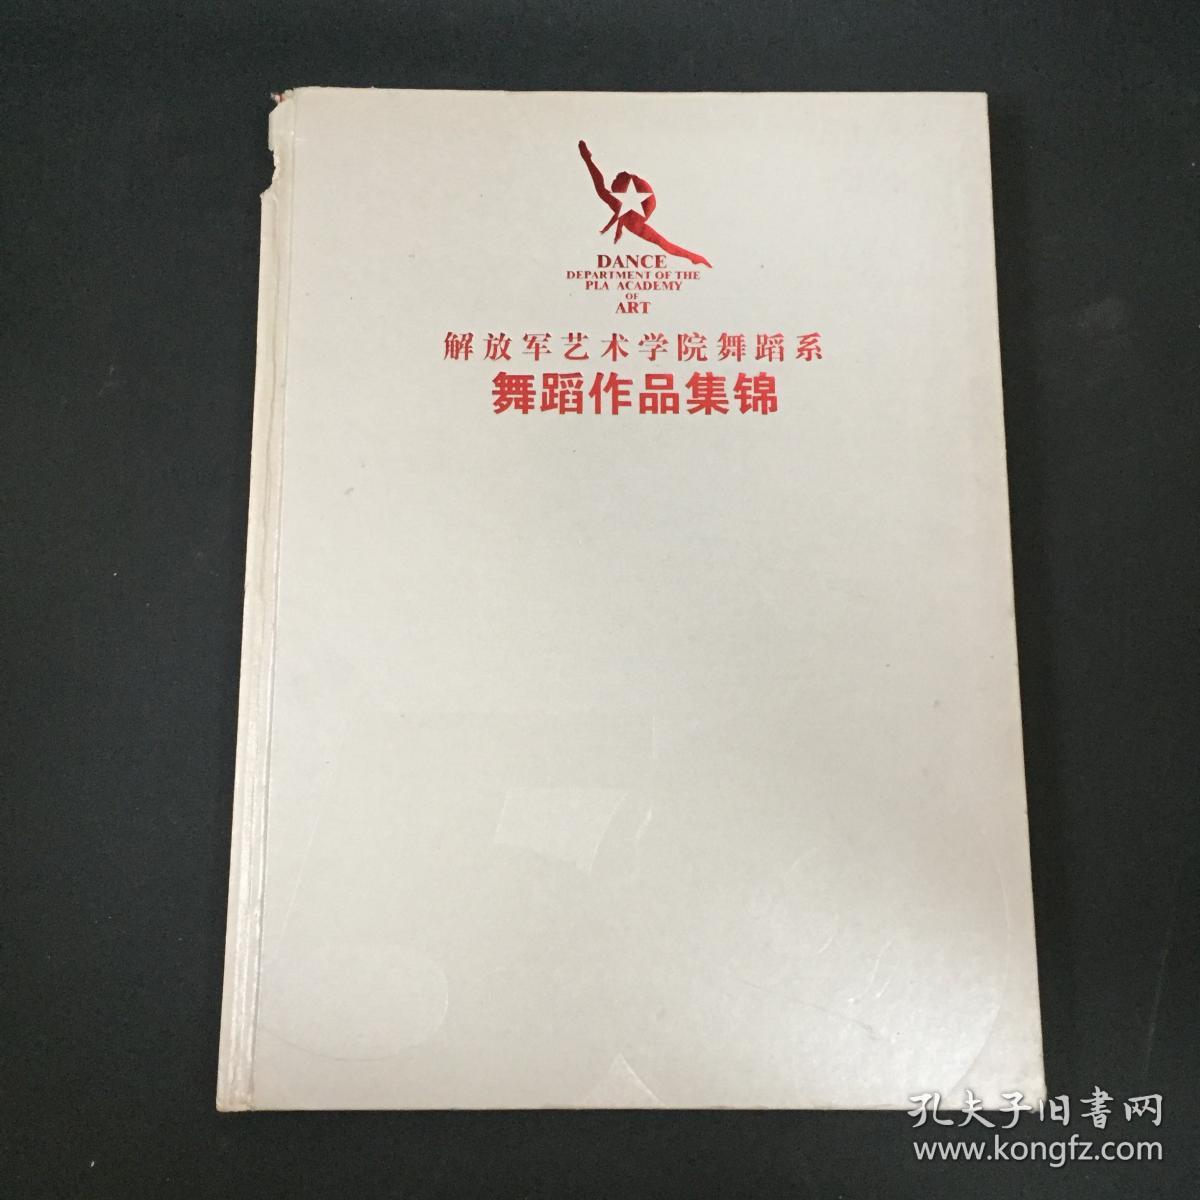 DANCE
DEPARTMENT OF THE
PLA ACADEMY
OF
ART
解放军艺术学院舞蹈系
舞蹈作品集锦
孔夫子旧书网
www.kongfz.com